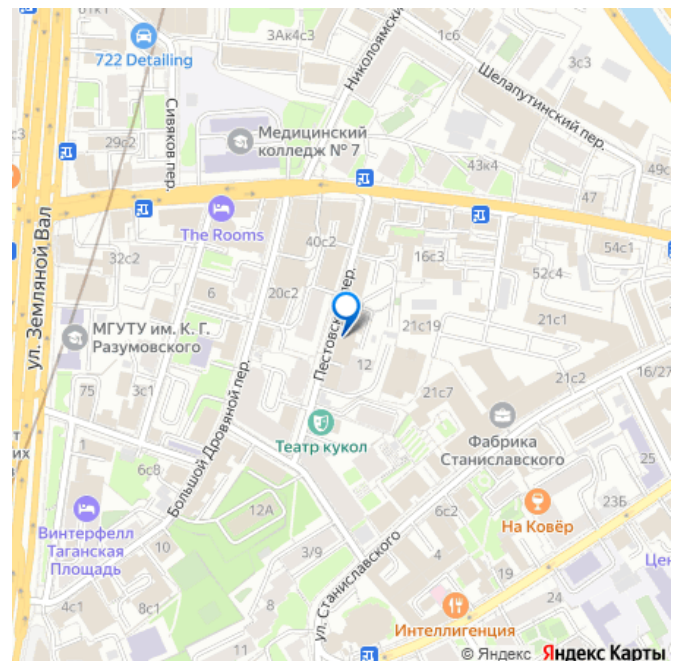 61к1
722 Detailing
3Ак4с3
Николоямский
1с6
Шелапутинский пер.
3с3
29с2
Сивяков пер.
Медицинский
колледж № 7
43к4
47
49с
The Rooms
40с2
54с1
32с2
16с3
52с4
ул. Земляной Вал
6
20с2
Пестовский пер.
21с19
21с1
МГУТУ им. К. Г.
Разумовского
75
3с1
Большой Дровяной пер.
12
21с7
21с2
16/27
Театр кукол
Фабрика
Станиславского
1
6с8
25
12А
6с2
На Ковёр
23Б
Винтерфелл
Таганская
Площадь
10
3/9
ул. Станиславского
4
19
Цен
4с1
8с1
8
11
24
Интеллигенция
© Яндекс Яндекс Карты